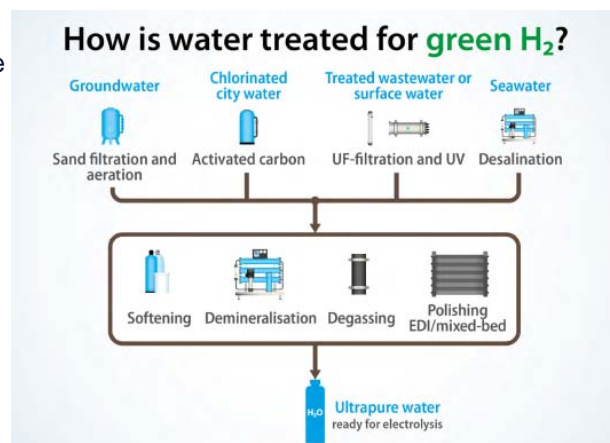 How is water treated for green H₂?
e
Groundwater
Chlorinated
city water
Treated wastewater or
surface water
Seawater
Sand filtration and
aeration
Activated carbon
UF-filtration and UV
Desalination
Softening
Demineralisation
Degassing
Polishing
EDI/mixed-bed
H₂O
Ultrapure water
ready for electrolysis